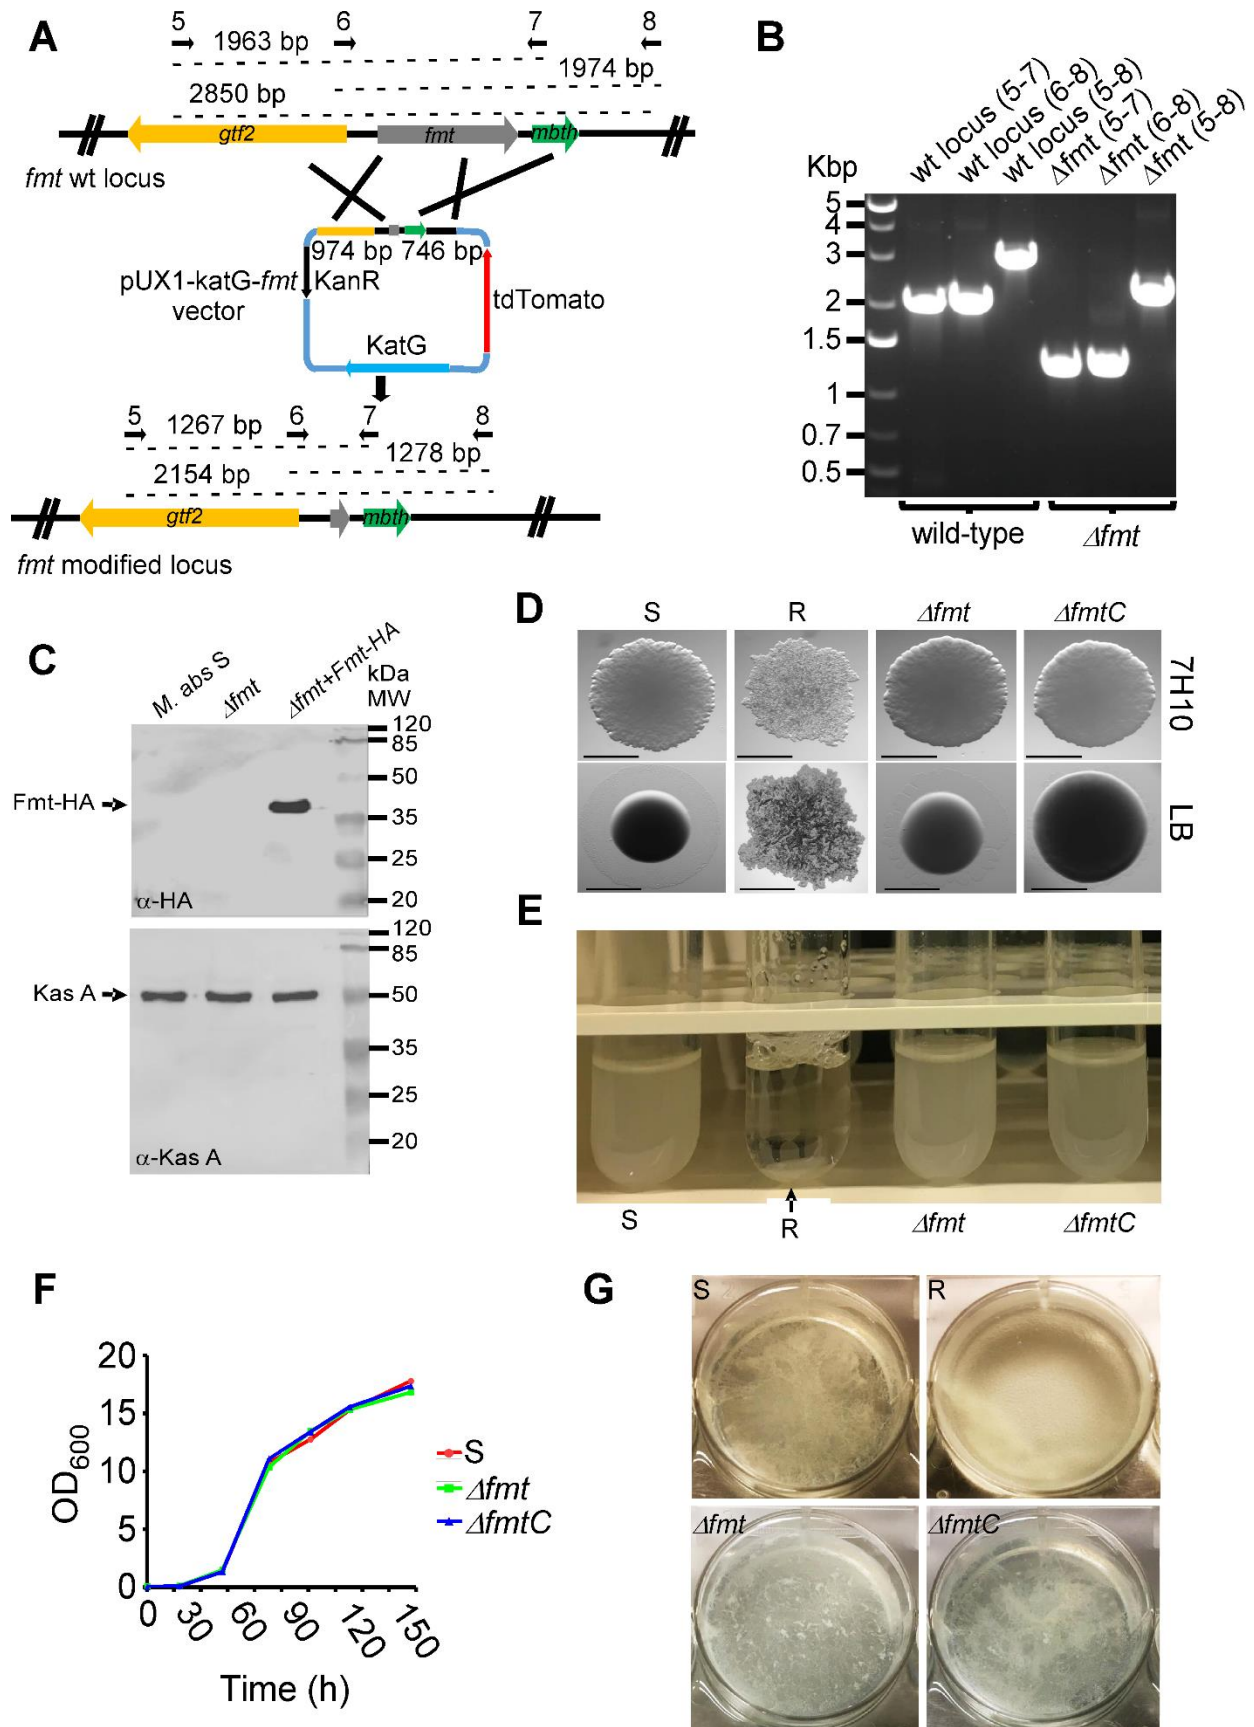 A
5 6 7 8
1963 bp
1974 bp
2850 bp
gtf2 fmt mbth
fmt wt locus
974 bp 746 bp
pUX1-katG-fmt
vector
KanR
tdTomato
KatG
5 6 7 8
1267 bp
1278 bp
2154 bp
gtf2 mbth
fmt modified locus
B
wt locus (5-7)
wt locus (6-8)
wt locus (5-8)
Δfmt (5-7)
Δfmt (6-8)
Δfmt (5-8)
Kbp
5
4
3
2
1.5
1
0.7
0.5
wild-type Δfmt
C
M. abs S
Δfmt
Δfmt+Fmt-HA
kDa
MW
120
85
50
Fmt-HA
35
25
20
α-HA
120
85
Kas A
50
35
25
20
α-Kas A
D
S R Δfmt ΔfmtC
7H10
LB
E
S R Δfmt ΔfmtC
F
20
15
10
5
0
OD600
0 30 60 90 120 150
Time (h)
S
Δfmt
ΔfmtC
G
S R
Δfmt ΔfmtC